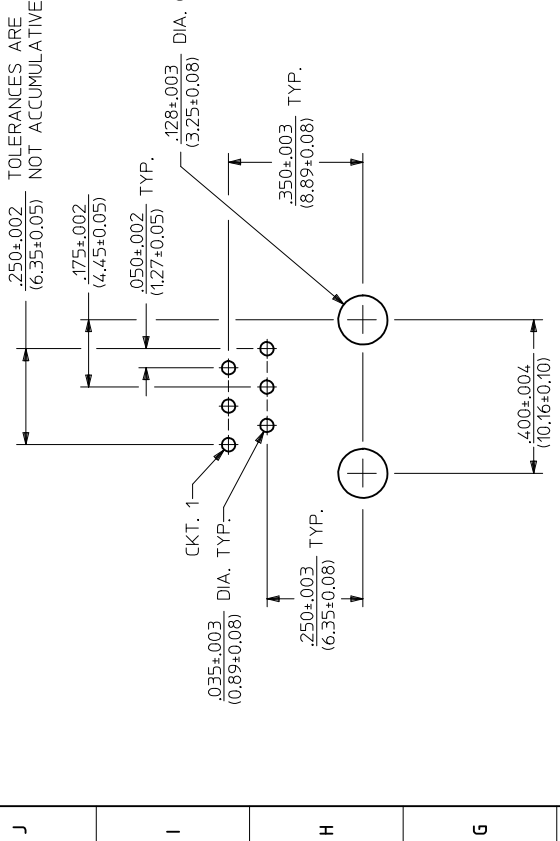 .250±.002 TOLERANCES ARE
(6.35±0.05) NOT ACCUMULATIVE
.175±.002
(4.45±0.05)
.050±.002 TYP.
(1.27±0.05)
.128±.003 DIA.
(3.25±0.08)
.350±.003 TYP.
(8.89±0.08)
CKT. 1
.035±.003 DIA. TYP.
(0.89±0.08)
.250±.003 TYP.
(6.35±0.08)
.400±.004
(10.16±0.10)
J
I
H
G